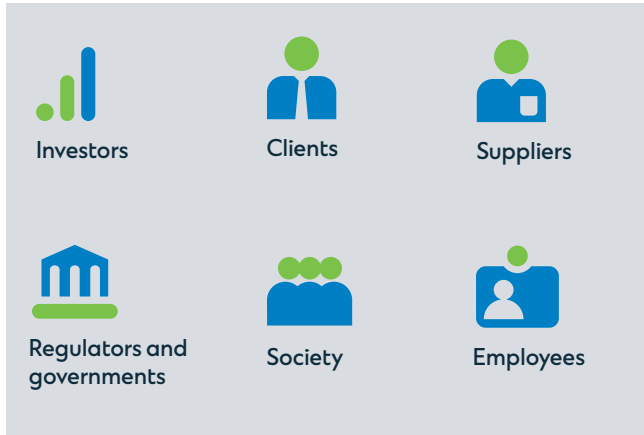 Investors
Clients
Suppliers
Regulators and
governments
Society
Employees